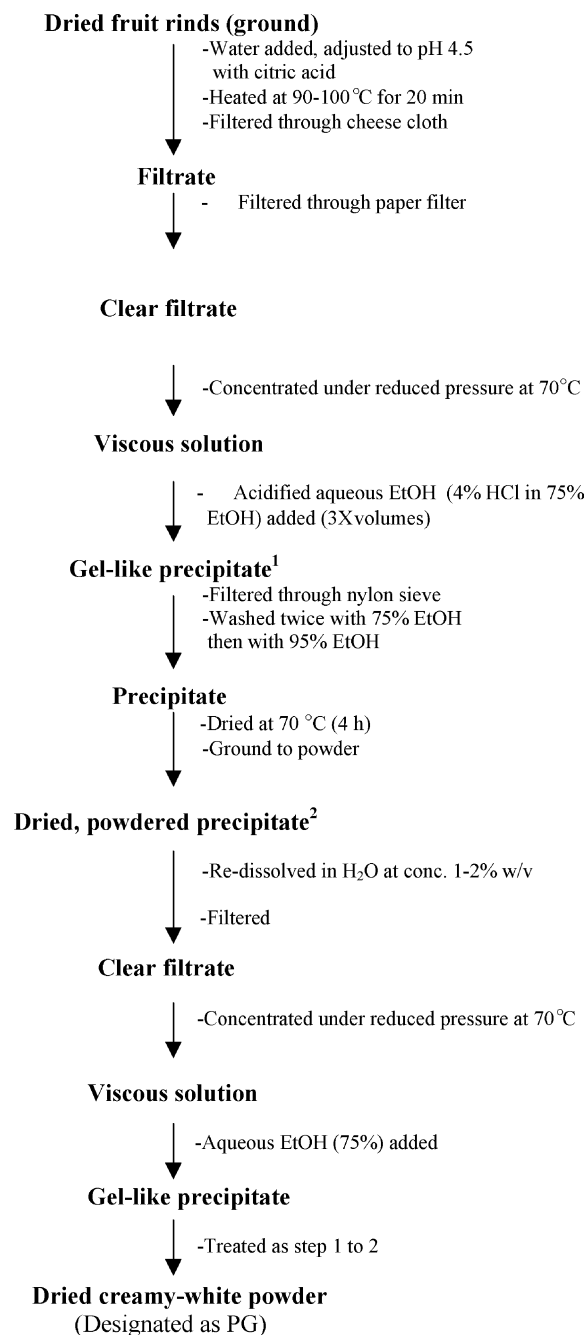 Dried fruit rinds (ground)
-Water added, adjusted to pH 4.5
with citric acid
-Heated at 90-100°C for 20 min
-Filtered through cheese cloth
Filtrate
- Filtered through paper filter
Clear filtrate
-Concentrated under reduced pressure at 70°C
Viscous solution
- Acidified aqueous EtOH (4% HCl in 75%
EtOH) added (3Xvolumes)
Gel-like precipitate¹
-Filtered through nylon sieve
-Washed twice with 75% EtOH
then with 95% EtOH
Precipitate
-Dried at 70 °C (4 h)
-Ground to powder
Dried, powdered precipitate²
-Re-dissolved in H₂O at conc. 1-2% w/v
-Filtered
Clear filtrate
-Concentrated under reduced pressure at 70°C
Viscous solution
-Aqueous EtOH (75%) added
Gel-like precipitate
-Treated as step 1 to 2
Dried creamy-white powder
(Designated as PG)